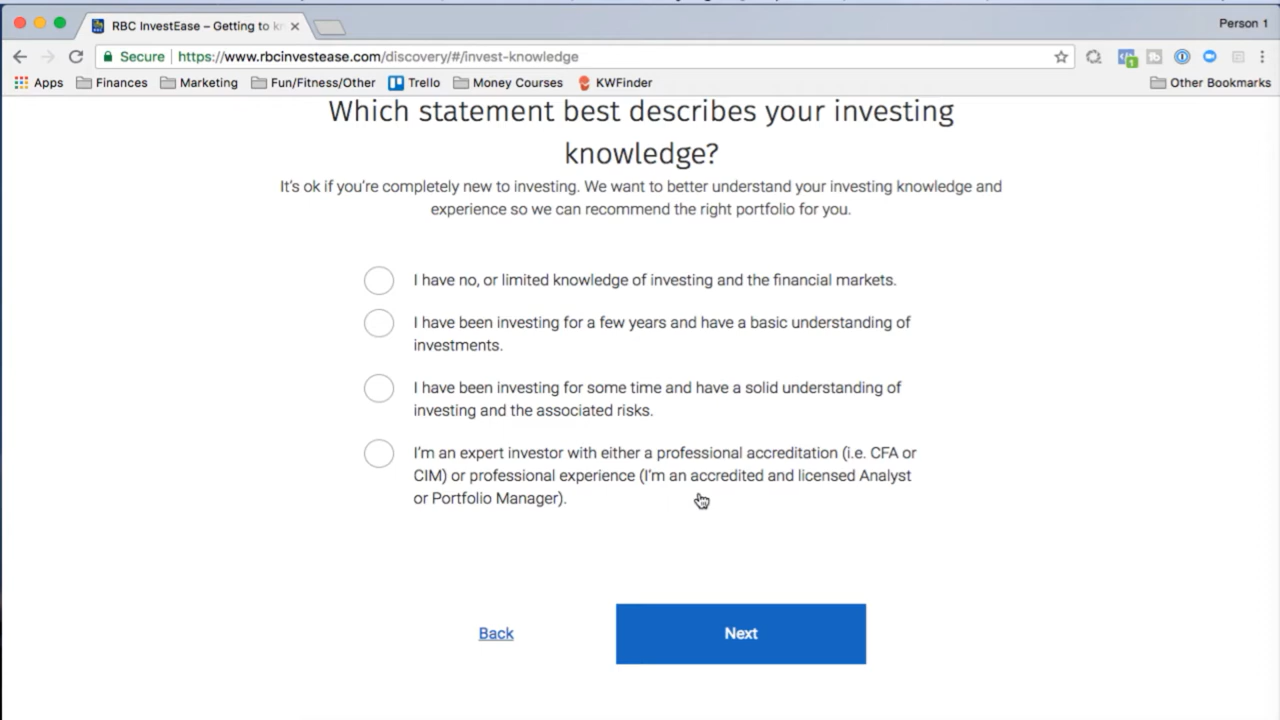 RBC InvestEase – Getting to kn
Person 1
Secure
https://www.rbcinvestease.com/discovery/#/invest-knowledge
1
Apps
Finances
Marketing
Fun/Fitness/Other
Trello
Money Courses
KWFinder
Other Bookmarks
Which statement best describes your investing
knowledge?
It's ok if you're completely new to investing. We want to better understand your investing knowledge and
experience so we can recommend the right portfolio for you.
I have no, or limited knowledge of investing and the financial markets.
I have been investing for a few years and have a basic understanding of
investments.
I have been investing for some time and have a solid understanding of
investing and the associated risks.
I'm an expert investor with either a professional accreditation (i.e. CFA or
CIM) or professional experience (I'm an accredited and licensed Analyst
or Portfolio Manager).
Back
Next